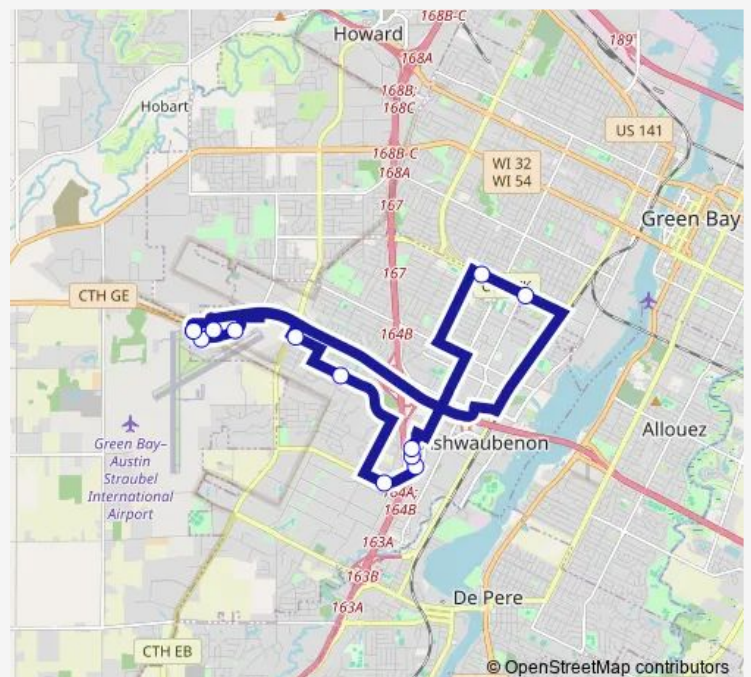 168B-C
Howard
189
168A
168B;
168C
Hobart
US 141
168B-C
168A
WI 32
WI 54
167
Green Bay
167
CTH GE
164B
Allouez
shwaubenon
Green Bay–
Austin
Straubel
International
Airport
164A;
164B
163A
163B
De Pere
163A
CTH EB
© OpenStreetMap contributors